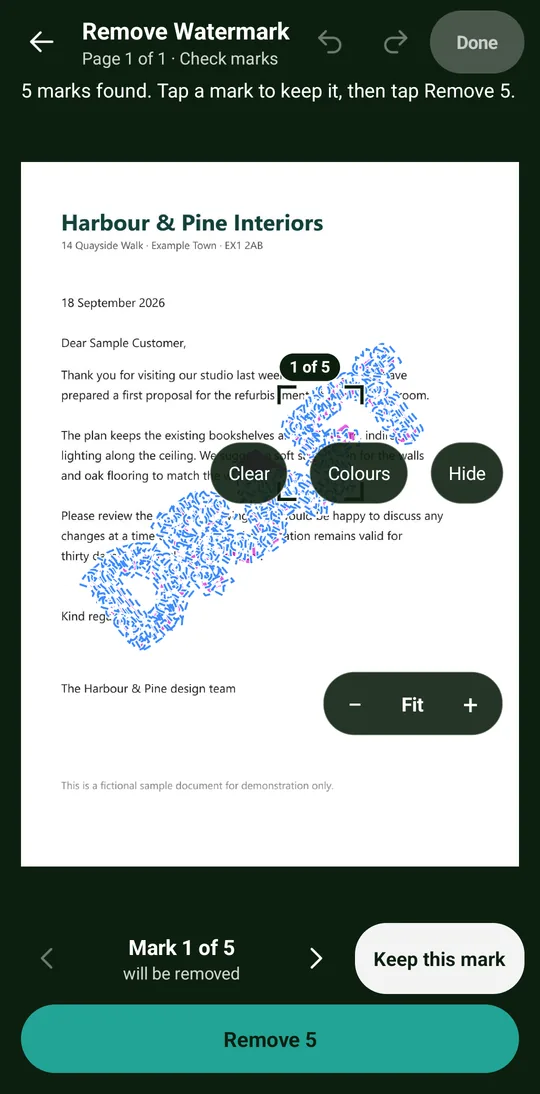 Remove Watermark
Page 1 of 1 · Check marks
Done
5 marks found. Tap a mark to keep it, then tap Remove 5.
Harbour & Pine Interiors
14 Quayside Walk · Example Town · EX1 2AB
18 September 2026
Dear Sample Customer,
Thank you for visiting our studio last
1 of 5
prepared a first proposal for the
The plan keeps the existing bookshelves
lighting along the ceiling. We
walls
and oak flooring to match the
Clear
Colours
Hide
Please review the
be happy to discuss any
changes at a time
remains valid for
thirty
Kind
The Harbour & Pine design team
Fit
This is a fictional sample document for demonstration only.
Mark 1 of 5
will be removed
Keep this mark
Remove 5